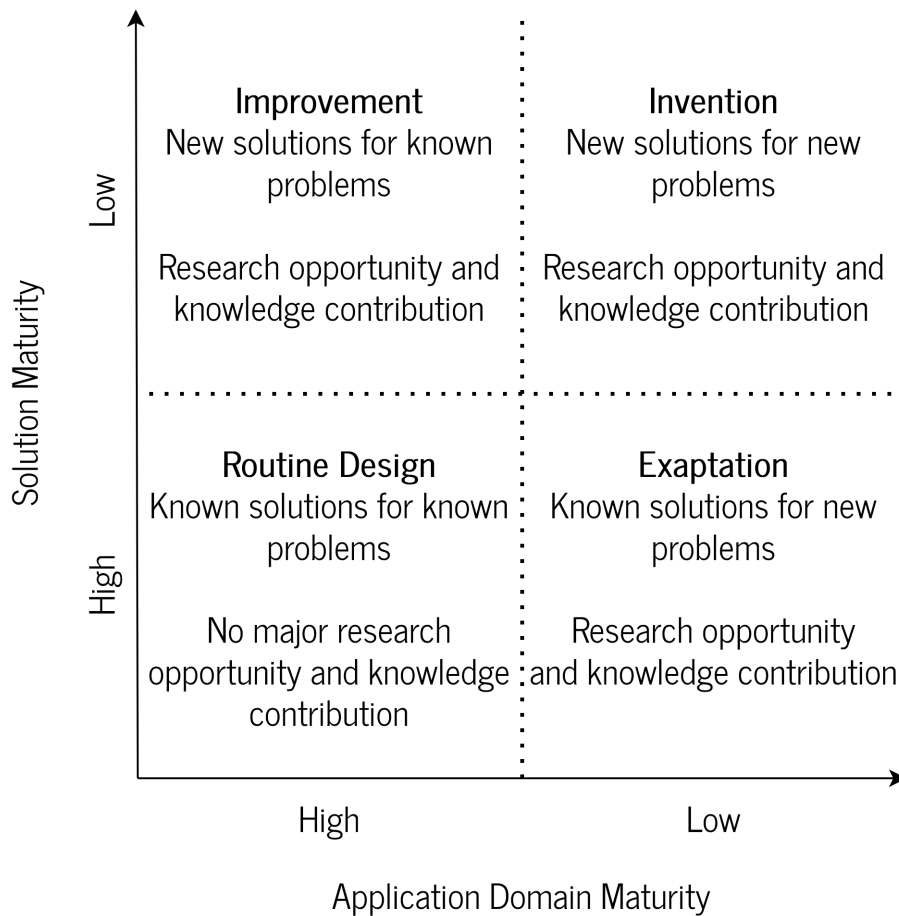 Improvement
New solutions for known
problems
Research opportunity and
knowledge contribution
Invention
New solutions for new
problems
Research opportunity and
knowledge contribution
Low
Solution Maturity
High
Routine Design
Known solutions for known
problems
No major research
opportunity and knowledge
contribution
Exaptation
Known solutions for new
problems
Research opportunity
and knowledge contribution
High
Low
Application Domain Maturity